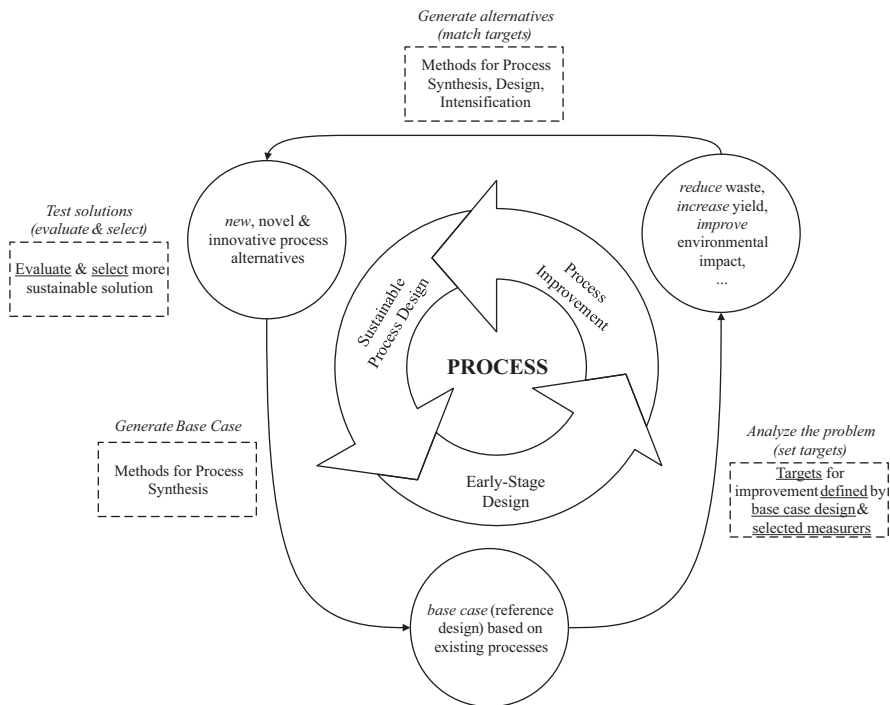 Generate alternatives
(match targets)
Methods for Process
Synthesis, Design,
Intensification
Test solutions
(evaluate & select)
Evaluate & select more
sustainable solution
new, novel &
innovative process
alternatives
reduce waste,
increase yield,
improve
environmental
impact,
...
Sustainable
Process Design
Process
Improvement
PROCESS
Early-Stage
Design
Generate Base Case
Methods for Process
Synthesis
Analyze the problem
(set targets)
Targets for
improvement defined by
base case design &
selected measurers
base case (reference
design) based on
existing processes